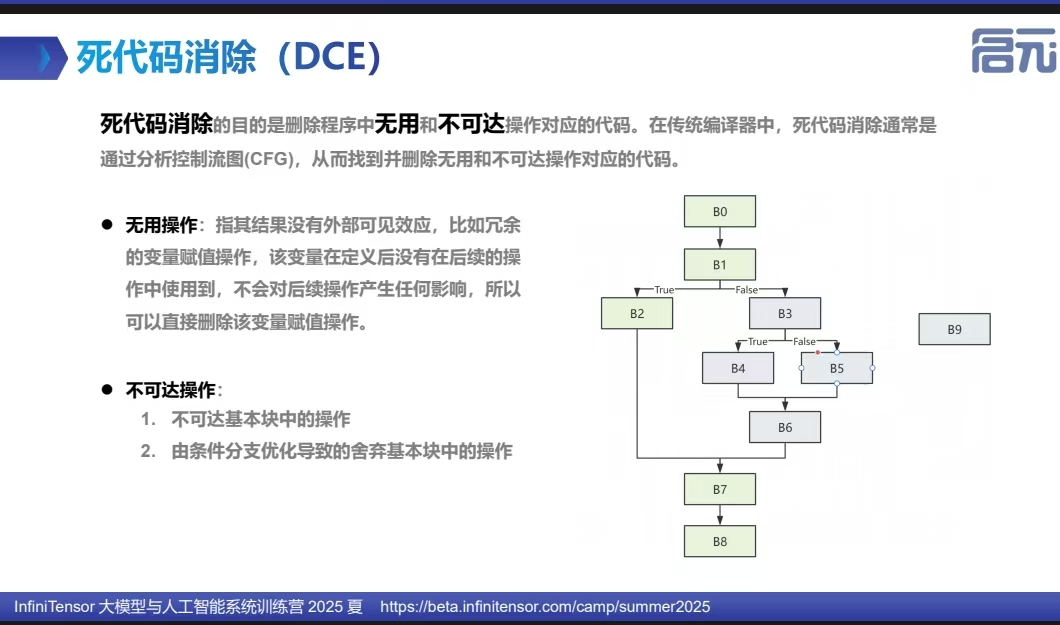 死代码消除（DCE）
启元
死代码消除的目的是删除程序中无用和不可达操作对应的代码。在传统编译器中，死代码消除通常是
通过分析控制流图(CFG)，从而找到并删除无用和不可达操作对应的代码。
● 无用操作：指其结果没有外部可见效应，比如冗余
的变量赋值操作，该变量在定义后没有在后续的操
作中使用到，不会对后续操作产生任何影响，所以
可以直接删除该变量赋值操作。
● 不可达操作：
1. 不可达基本块中的操作
2. 由条件分支优化导致的舍弃基本块中的操作
B0
B1
True
False
B2
B3
B9
True
False
B4
B5
B6
B7
B8
InfiniTensor 大模型与人工智能系统训练营 2025 夏 https://beta.infinitensor.com/camp/summer2025